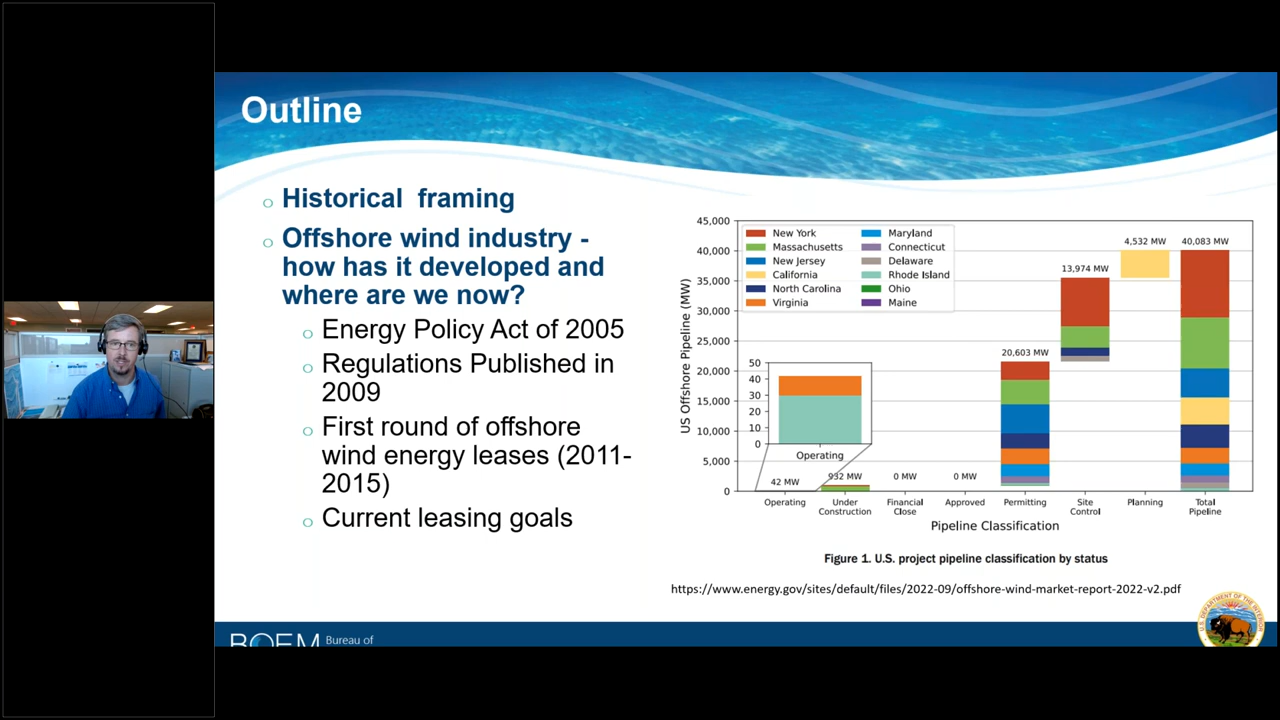 Outline
Historical framing
Offshore wind industry -
how has it developed and
where are we now?
Energy Policy Act of 2005
Regulations Published in
2009
First round of offshore
wind energy leases (2011-
2015)
Current leasing goals
US Offshore Pipeline (MW)
45,000
40,000
35,000
30,000
25,000
20,000
15,000
10,000
5,000
0
New York
Massachusetts
New Jersey
California
North Carolina
Virginia
Maryland
Connecticut
Delaware
Rhode Island
Ohio
Maine
50
40
30
20
10
0
Operating
42 MW
932 MW
0 MW
0 MW
20,603 MW
13,974 MW
4,532 MW
40,083 MW
Operating
Under
Construction
Financial
Close
Approved
Permitting
Site
Control
Planning
Total
Pipeline
Pipeline Classification
Figure 1. U.S. project pipeline classification by status
https://www.energy.gov/sites/default/files/2022-09/offshore-wind-market-report-2022-v2.pdf
BOEM
Bureau of
U.S. DEPARTMENT OF THE INTERIOR